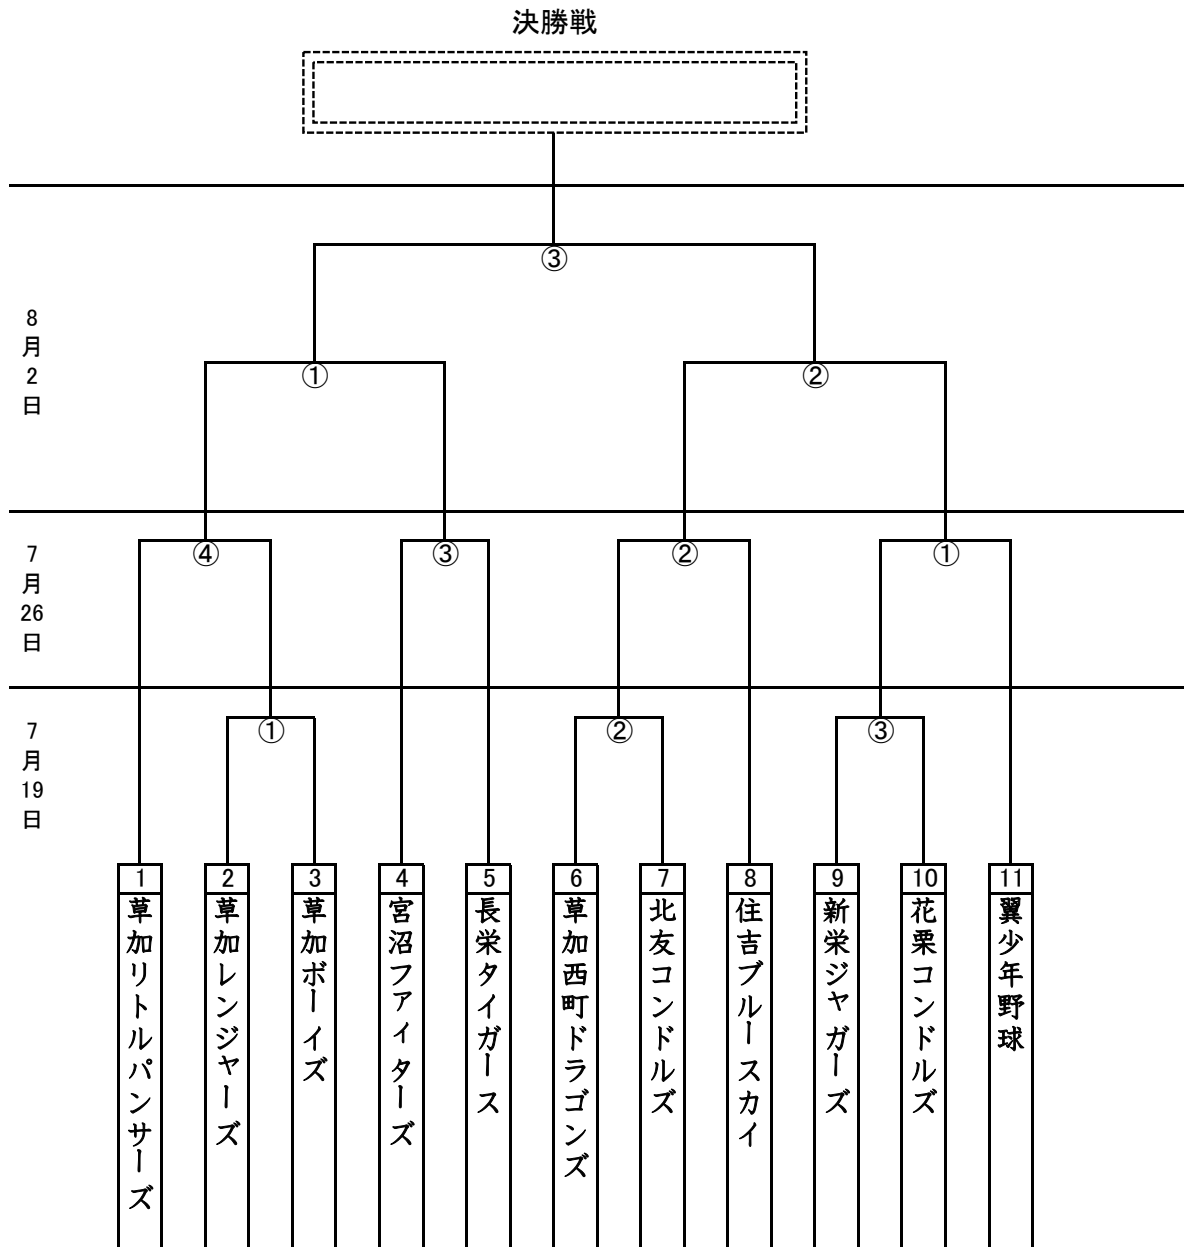 決勝戦
③
8月2日
①
②
7月26日
④
③
②
①
7月19日
①
②
③
1
2
3
4
5
6
7
8
9
10
11
草加リトルパンサーズ
草加レンジャーズ
草加ボーイズ
宮沼ファイターズ
長栄タイガース
草加西町ドラゴンズ
北友コンドルズ
住吉ブルースカイ
新栄ジャガーズ
花栗コンドルズ
翼少年野球